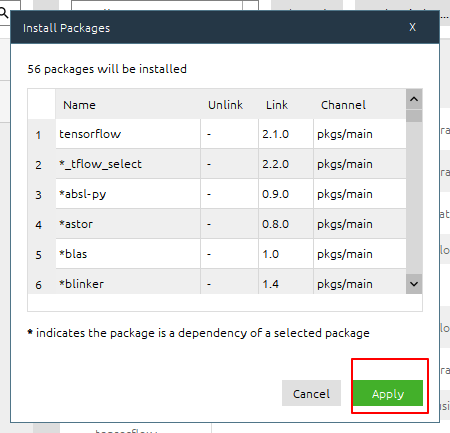 Install Packages X
56 packages will be installed
Name Unlink Link Channel
1 tensorflow - 2.1.0 pkgs/main
2 *_tflow_select - 2.2.0 pkgs/main
3 *absl-py - 0.9.0 pkgs/main
4 *astor - 0.8.0 pkgs/main
5 *blas - 1.0 pkgs/main
6 *blinker - 1.4 pkgs/main
* indicates the package is a dependency of a selected package
Cancel Apply